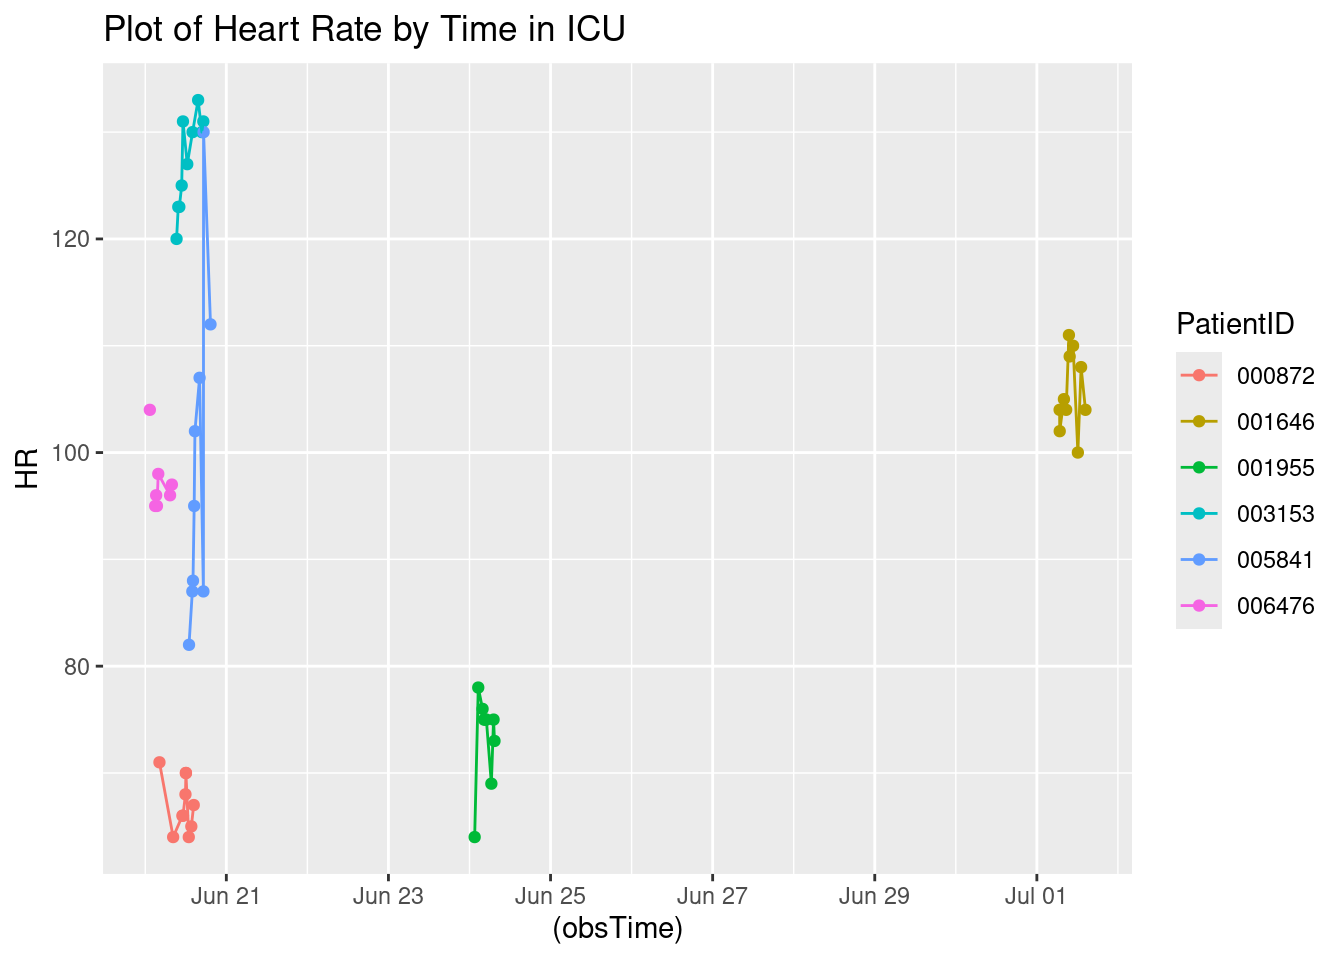 Plot of Heart Rate by Time in ICU
HR
120
100
80
Jun 21 Jun 23 Jun 25 Jun 27 Jun 29 Jul 01
(obsTime)
PatientID
000872
001646
001955
003153
005841
006476